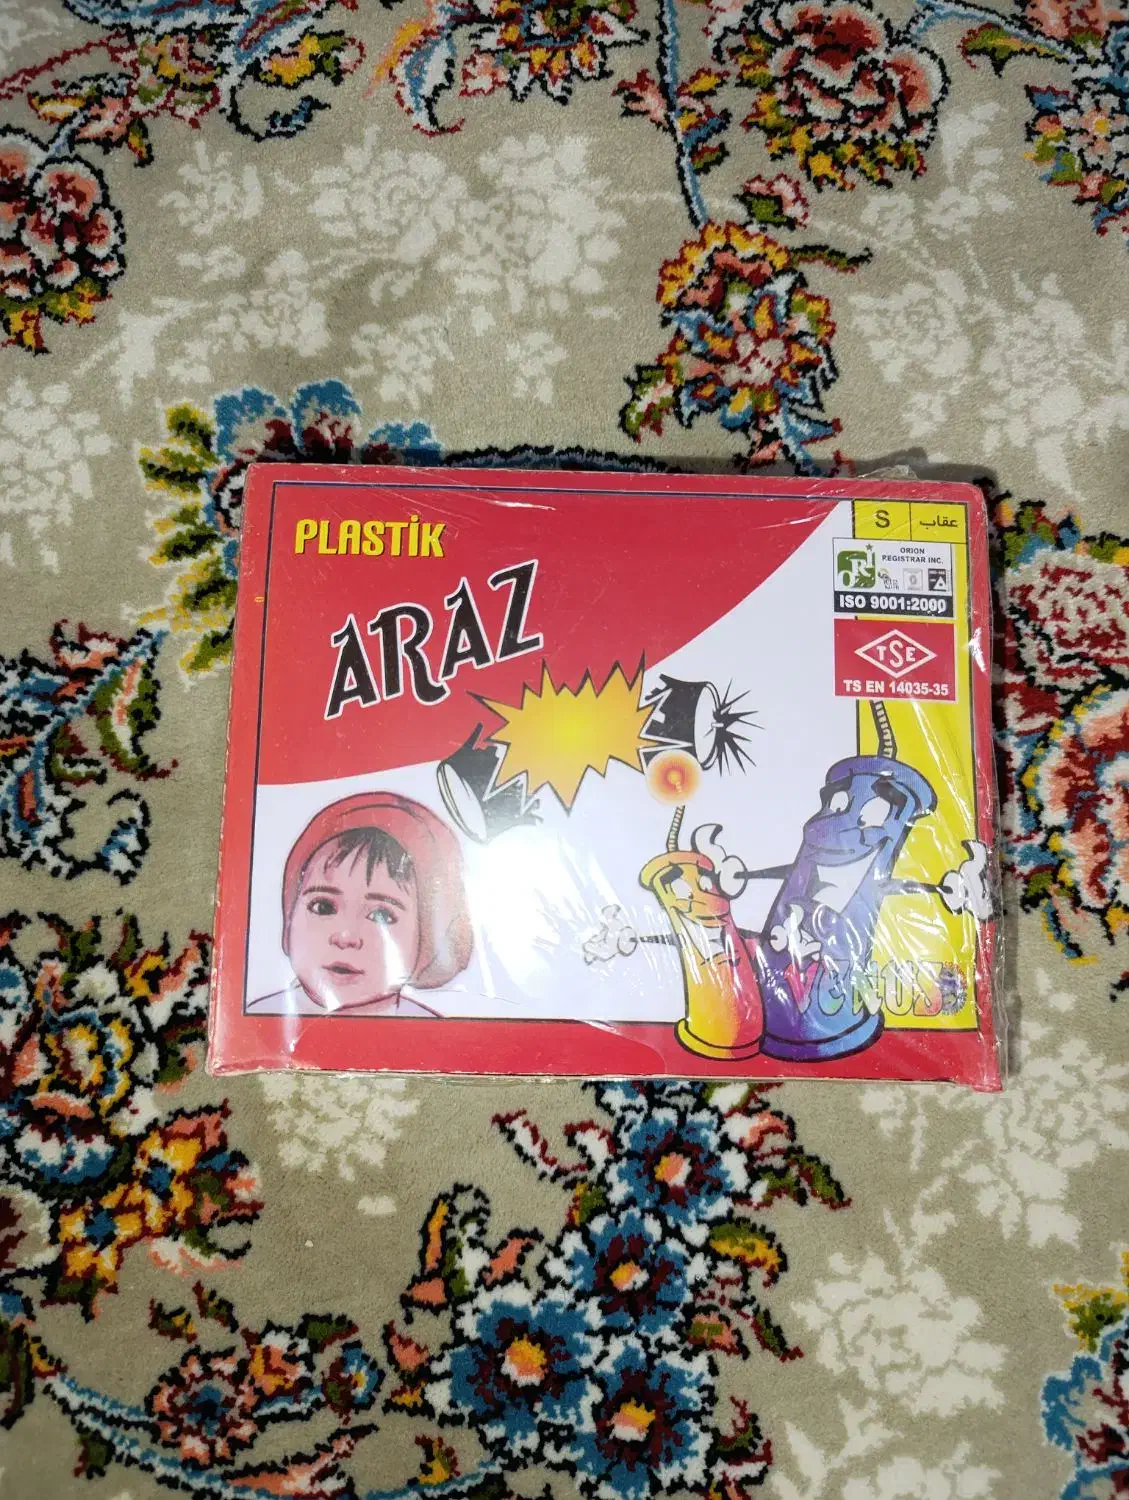 PLASTİK
ARAZ
S عقاب
ORION
REGISTRAR INC.
ISO 9001:2000
TSE
TS EN 14035-35
VENUS